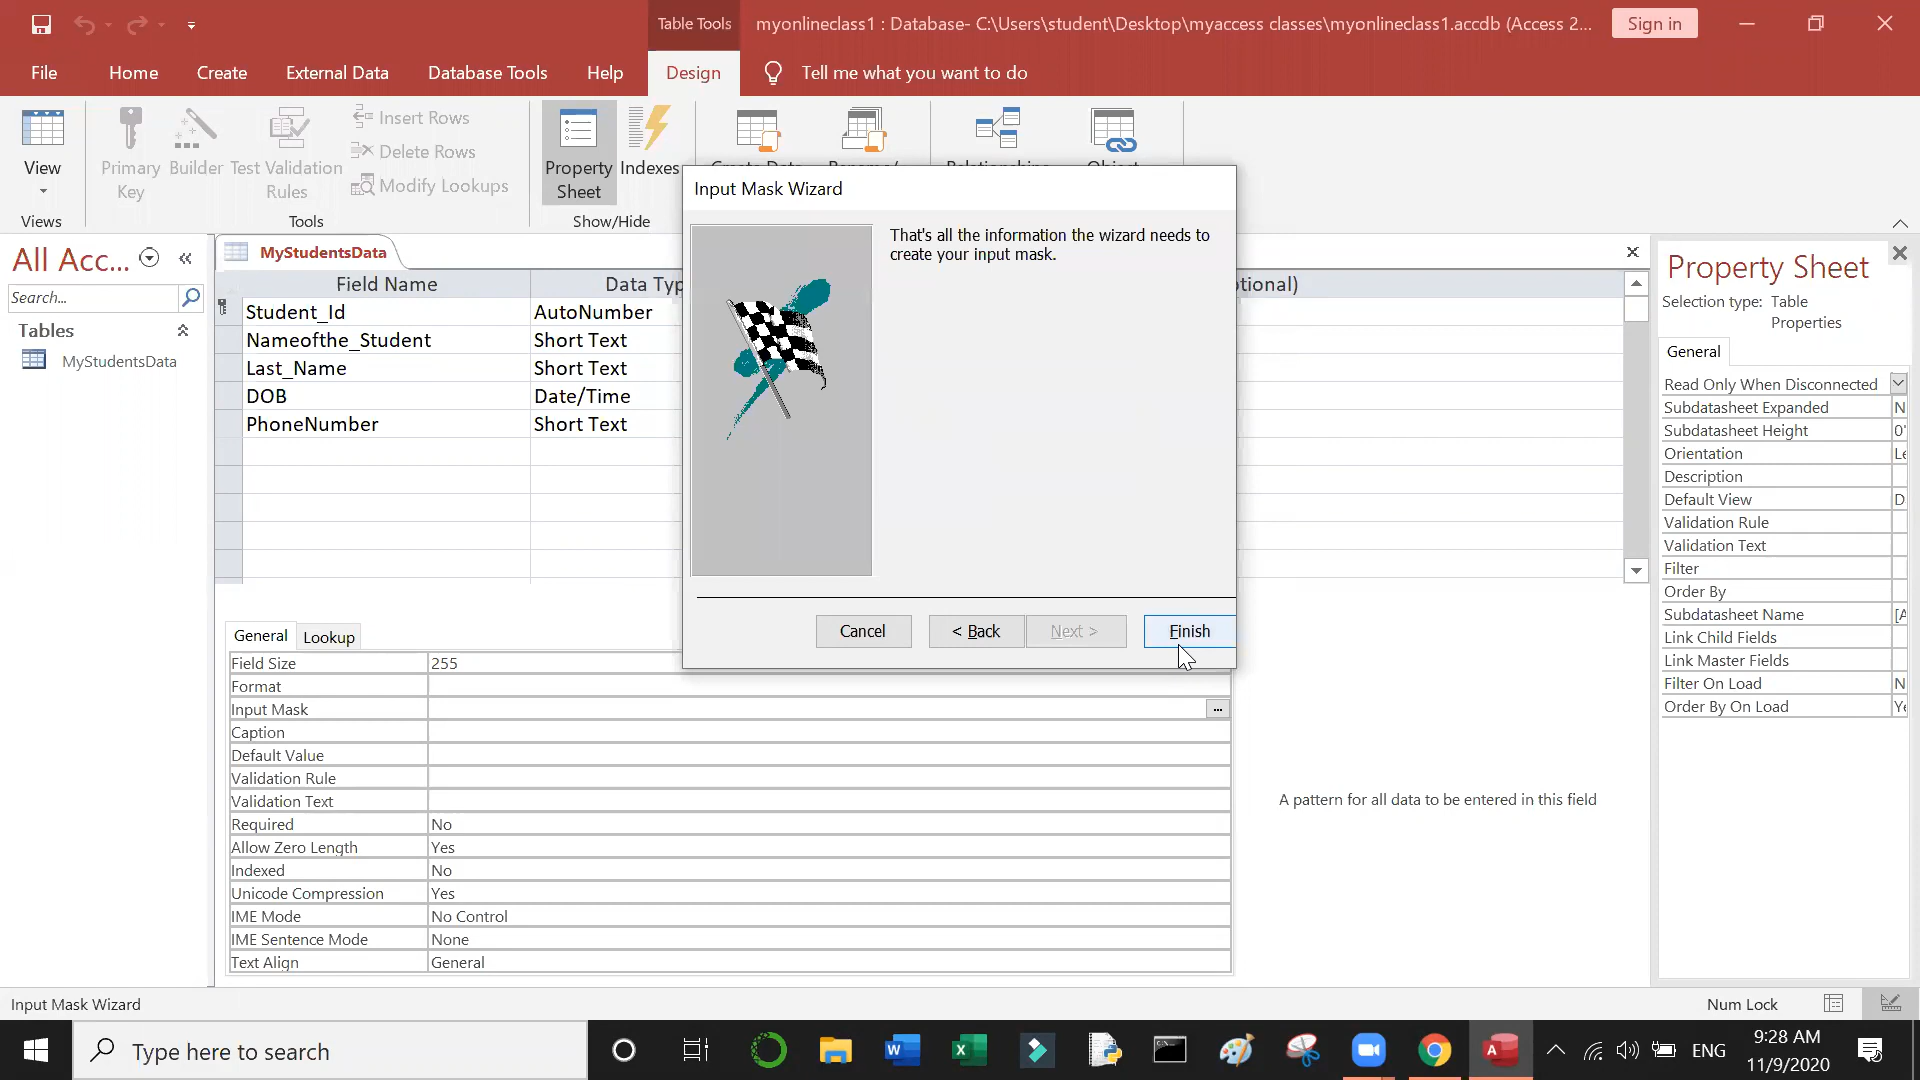 Table Tools
myonlineclass1 : Database- C:\Users\student\Desktop\myaccess classes\myonlineclass1.accdb (Access 2...
Sign in
File
Home
Create
External Data
Database Tools
Help
Design
Tell me what you want to do
View
Primary Key
Builder
Test Validation Rules
Insert Rows
Delete Rows
Modify Lookups
Property Sheet
Indexes
Views
Tools
Show/Hide
Input Mask Wizard
That's all the information the wizard needs to
create your input mask.
Cancel
< Back
Next >
Finish
All Acc...
Search...
Tables
MyStudentsData
MyStudentsData
Field Name
Data Typ
tional)
Student_Id
AutoNumber
Nameofthe_Student
Short Text
Last_Name
Short Text
DOB
Date/Time
PhoneNumber
Short Text
General
Lookup
Field Size
255
Format
Input Mask
...
Caption
Default Value
Validation Rule
Validation Text
Required
No
Allow Zero Length
Yes
Indexed
No
Unicode Compression
Yes
IME Mode
No Control
IME Sentence Mode
None
Text Align
General
A pattern for all data to be entered in this field
Property Sheet
Selection type: Table
Properties
General
Read Only When Disconnected
Subdatasheet Expanded
N
Subdatasheet Height
0"
Orientation
Le
Description
Default View
D
Validation Rule
Validation Text
Filter
Order By
Subdatasheet Name
[A
Link Child Fields
Link Master Fields
Filter On Load
N
Order By On Load
Ye
Input Mask Wizard
Num Lock
Type here to search
ENG
9:28 AM
11/9/2020